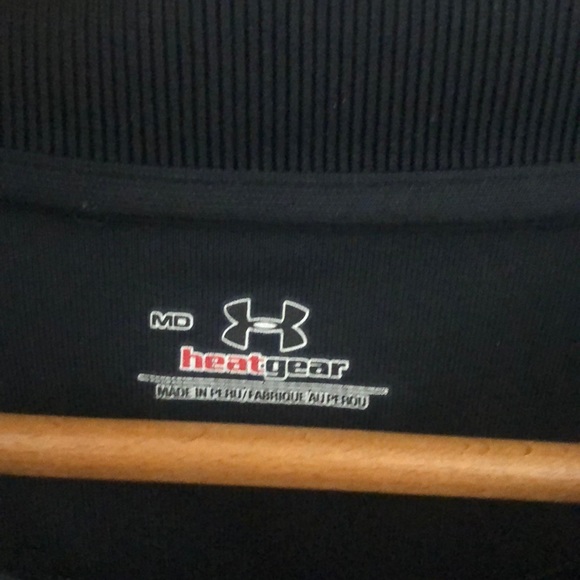 MD
heatgear
MADE IN PERU/FABRIQUE AU PEROU